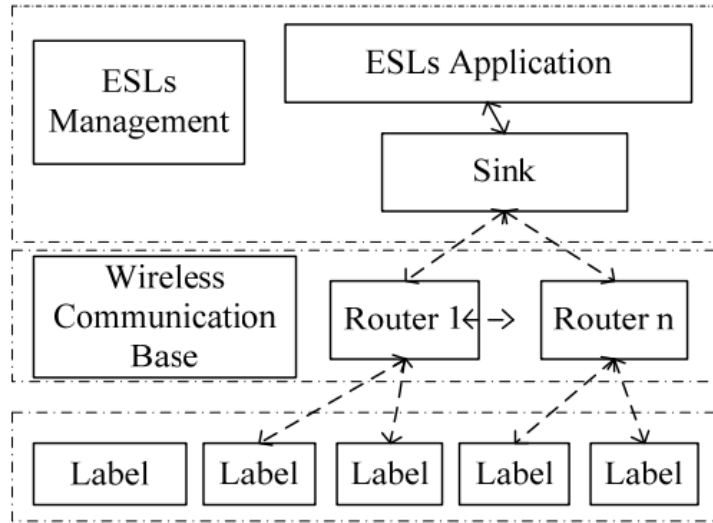 ESLs
Management
ESLs Application
Sink
Wireless
Communication
Base
Router 1
Router n
Label
Label
Label
Label
Label